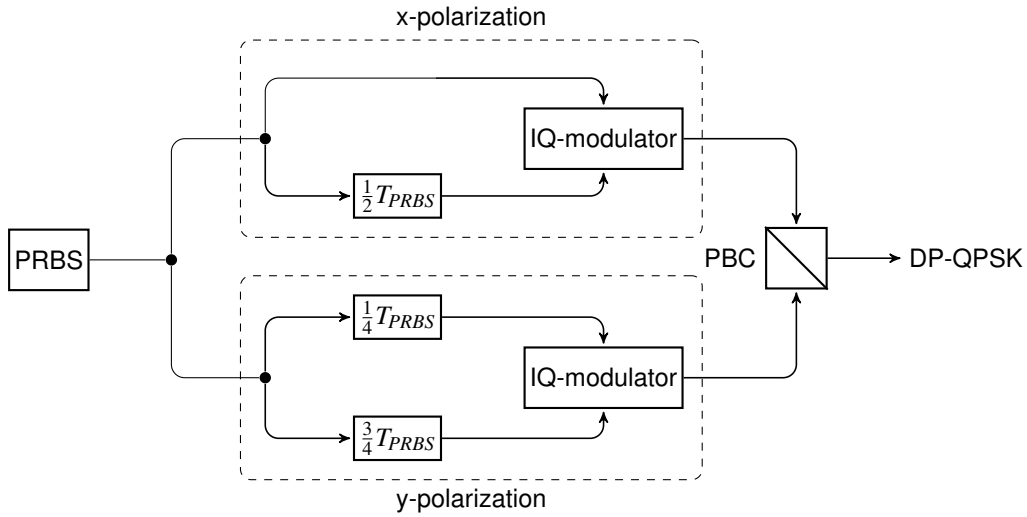 x-polarization
IQ-modulator
1/2 T_PRBS
PRBS
PBC
DP-QPSK
1/4 T_PRBS
IQ-modulator
3/4 T_PRBS
y-polarization